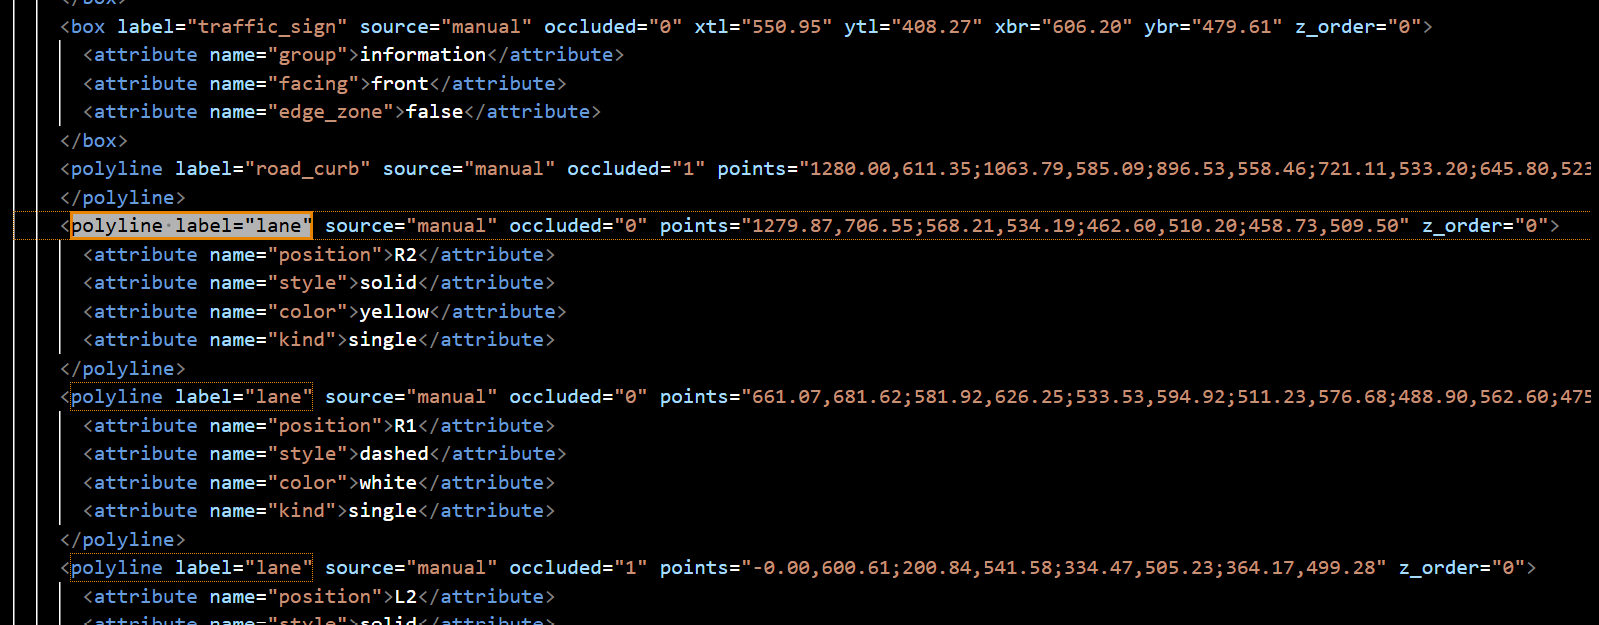 </box>
<box label="traffic_sign" source="manual" occluded="0" xtl="550.95" ytl="408.27" xbr="606.20" ybr="479.61" z_order="0">
<attribute name="group">information</attribute>
<attribute name="facing">front</attribute>
<attribute name="edge_zone">false</attribute>
</box>
<polyline label="road_curb" source="manual" occluded="1" points="1280.00,611.35;1063.79,585.09;896.53,558.46;721.11,533.20;645.80,523
</polyline>
<polyline label="lane" source="manual" occluded="0" points="1279.87,706.55;568.21,534.19;462.60,510.20;458.73,509.50" z_order="0">
<attribute name="position">R2</attribute>
<attribute name="style">solid</attribute>
<attribute name="color">yellow</attribute>
<attribute name="kind">single</attribute>
</polyline>
<polyline label="lane" source="manual" occluded="0" points="661.07,681.62;581.92,626.25;533.53,594.92;511.23,576.68;488.90,562.60;475
<attribute name="position">R1</attribute>
<attribute name="style">dashed</attribute>
<attribute name="color">white</attribute>
<attribute name="kind">single</attribute>
</polyline>
<polyline label="lane" source="manual" occluded="1" points="-0.00,600.61;200.84,541.58;334.47,505.23;364.17,499.28" z_order="0">
<attribute name="position">L2</attribute>
<attribute name="style">solid</attribute>